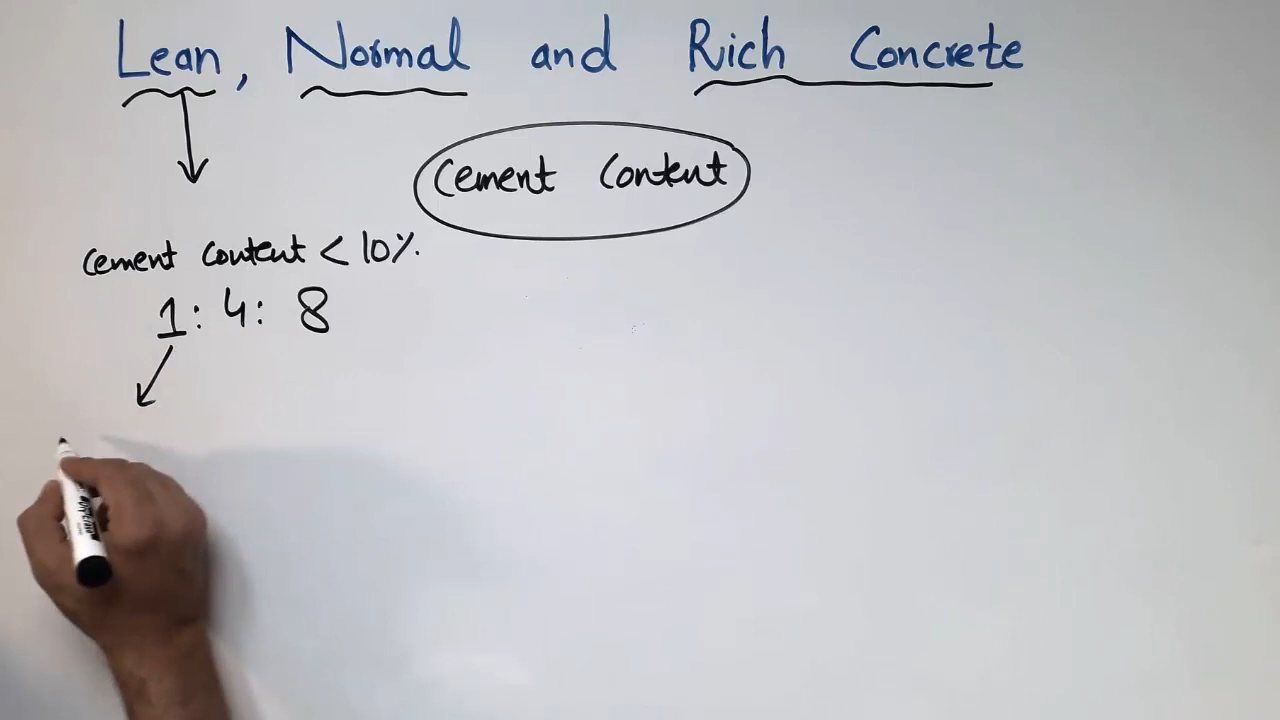 Lean, Normal and Rich Concrete
Cement Content
Cement content < 10%.
1: 4: 8